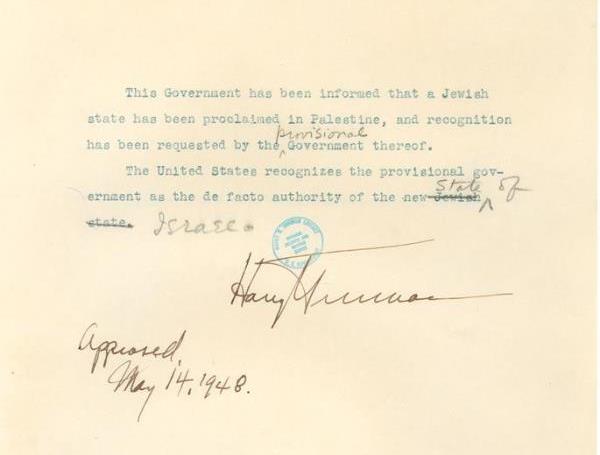 This Government has been informed that a Jewish
state has been proclaimed in Palestine, and recognition
provisional
has been requested by the Government thereof.
The United States recognizes the provisional gov-
State of
ernment as the de facto authority of the new Jewish
state. Israel.
Harry Truman
Approved,
May 14, 1948.